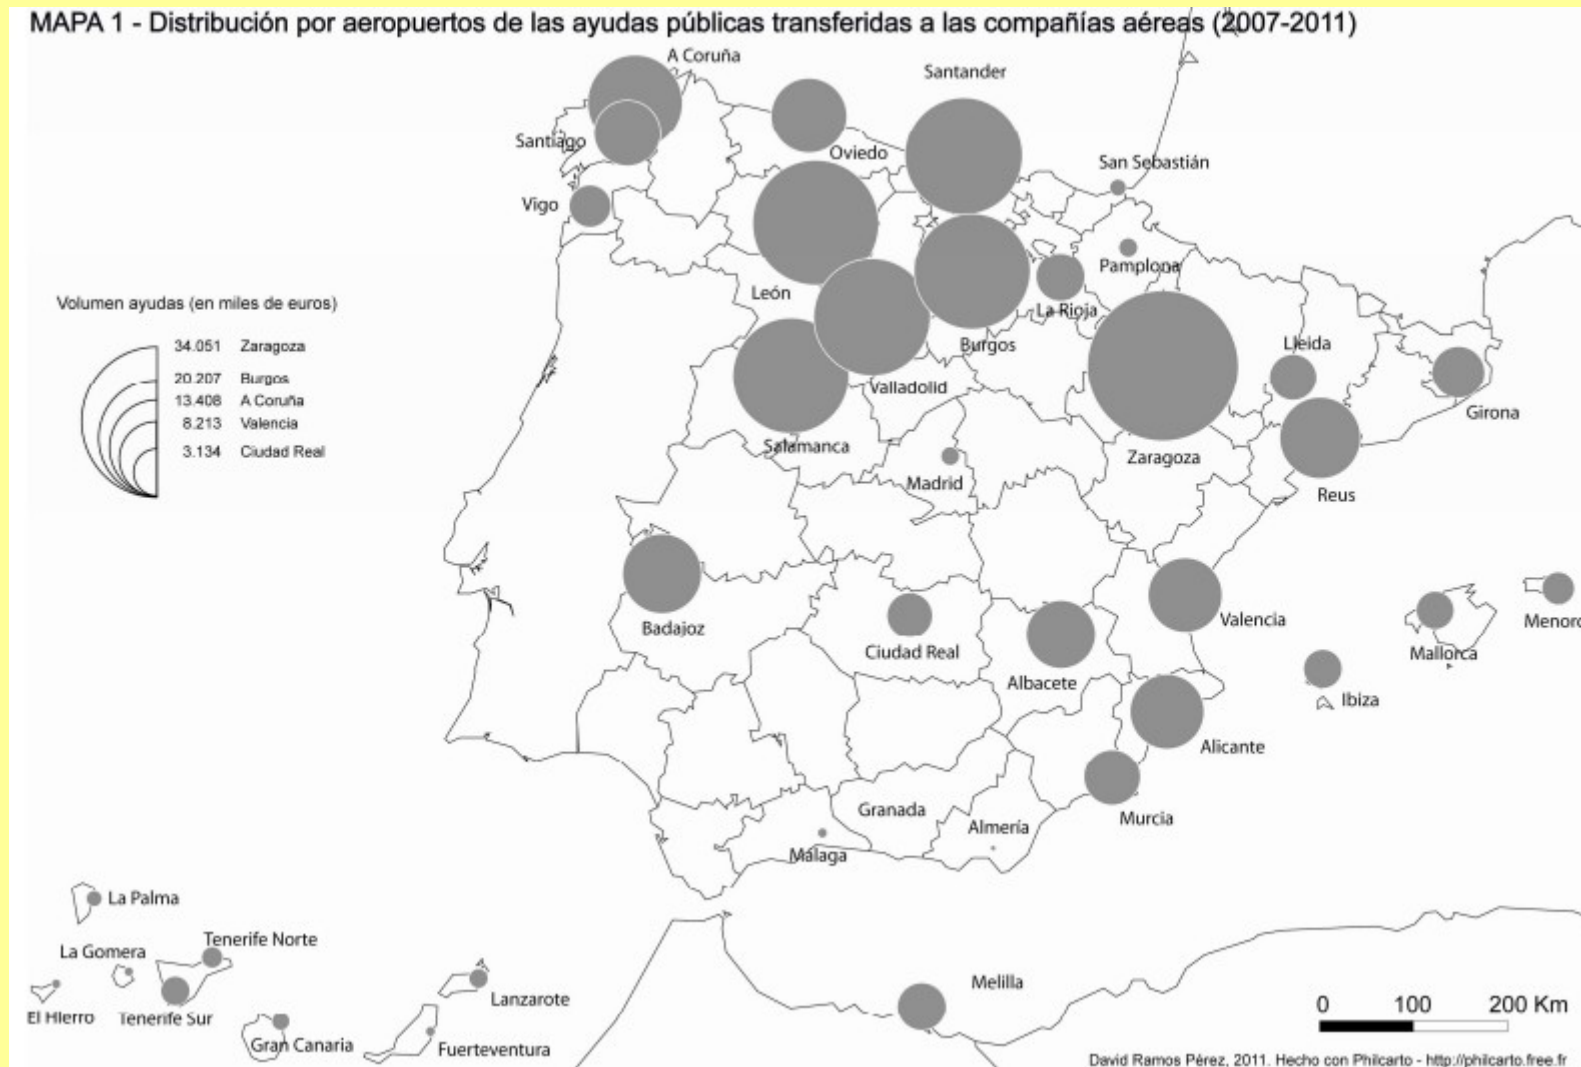 MAPA 1 - Distribución por aeropuertos de las ayudas públicas transferidas a las compañías aéreas (2007-2011)
A Coruña
Santander
Santiago
Oviedo
San Sebastián
Vigo
Pamplona
León
La Rioja
Volumen ayudas (en miles de euros)
34.051 Zaragoza
20.207 Burgos
13.408 A Coruña
8.213 Valencia
3.134 Ciudad Real
Burgos
Lleida
Valladolid
Girona
Salamanca
Zaragoza
Madrid
Reus
Badajoz
Ciudad Real
Albacete
Valencia
Mallorca
Menorc
Ibiza
Alicante
Granada
Almería
Murcia
Málaga
La Palma
Tenerife Norte
La Gomera
Lanzarote
Melilla
El HIerro
Tenerife Sur
Gran Canaria
Fuerteventura
0 100 200 Km
David Ramos Pérez, 2011. Hecho con Philcarto - http://philcarto.free.fr